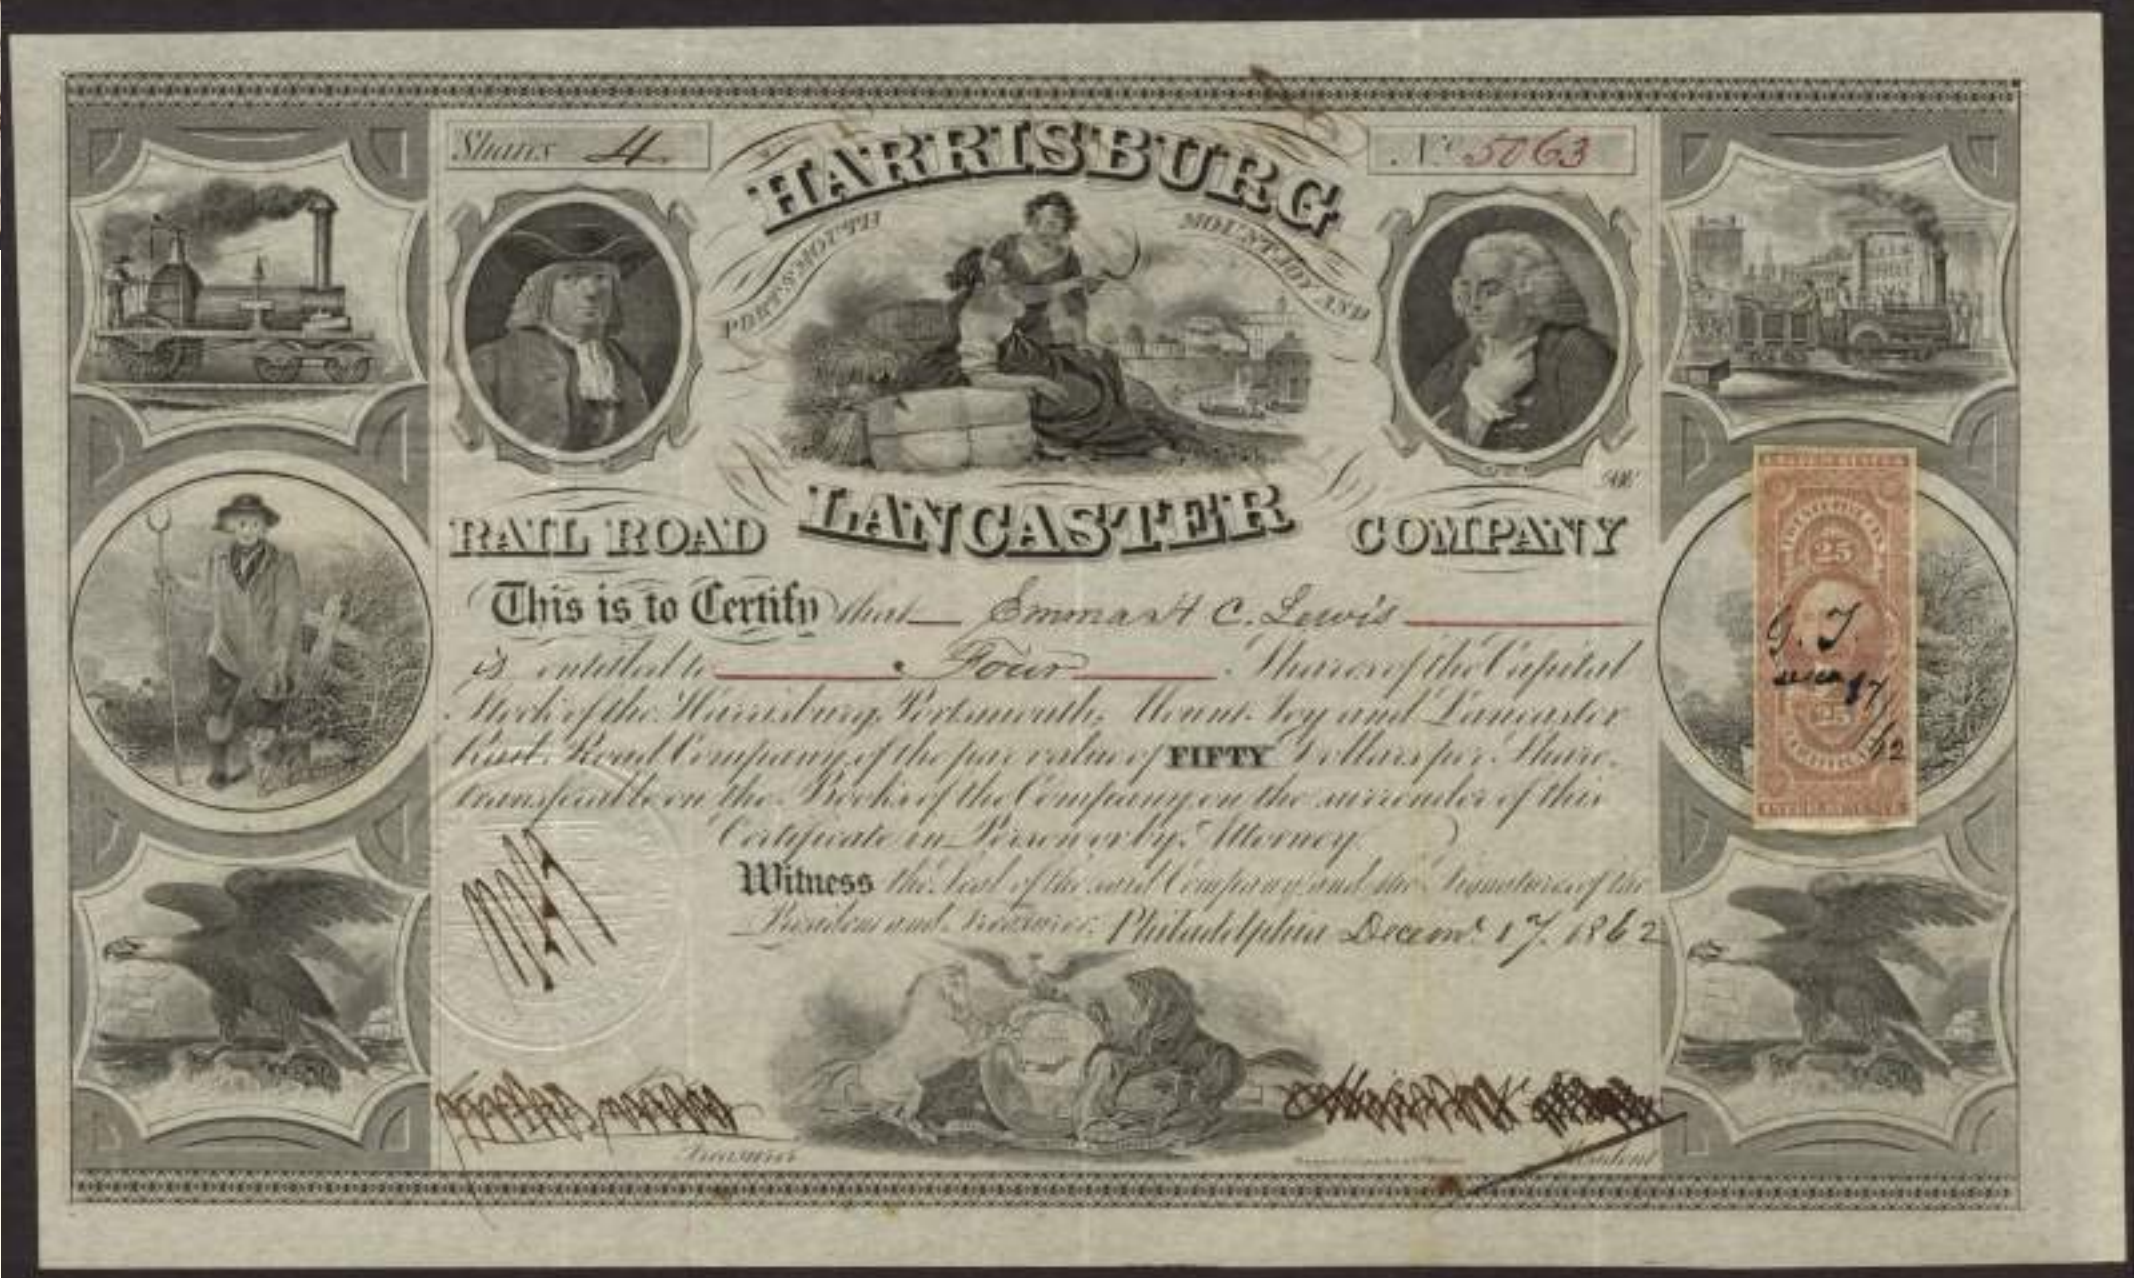 Shares 4.
No. 5063
HARRISBURG
PORTSMOUTH
MOUNT JOY AND
LANCASTER
RAIL ROAD
COMPANY
This is to Certify that Emma H C. Lewis
is entitled to Four Shares of the Capital
Stock of the Harrisburg, Portsmouth, Mount Joy and Lancaster
Rail Road Company, of the par value of FIFTY Dollars per Share.
transferable on the Books of the Company on the surrender of this
Certificate in Person or by Attorney.
Witness the Seal of the said Company and the Signatures of the
President and Treasurer. Philadelphia Decemr. 17. 1862
Treasurer
President
25
G. T.
17
25
/62